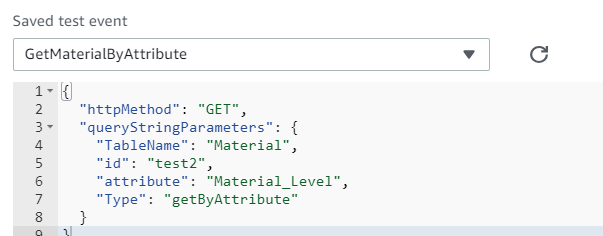 Saved test event
GetMaterialByAttribute
1 {
2 "httpMethod": "GET",
3 "queryStringParameters": {
4 "TableName": "Material",
5 "id": "test2",
6 "attribute": "Material_Level",
7 "Type": "getByAttribute"
8 }
9 }